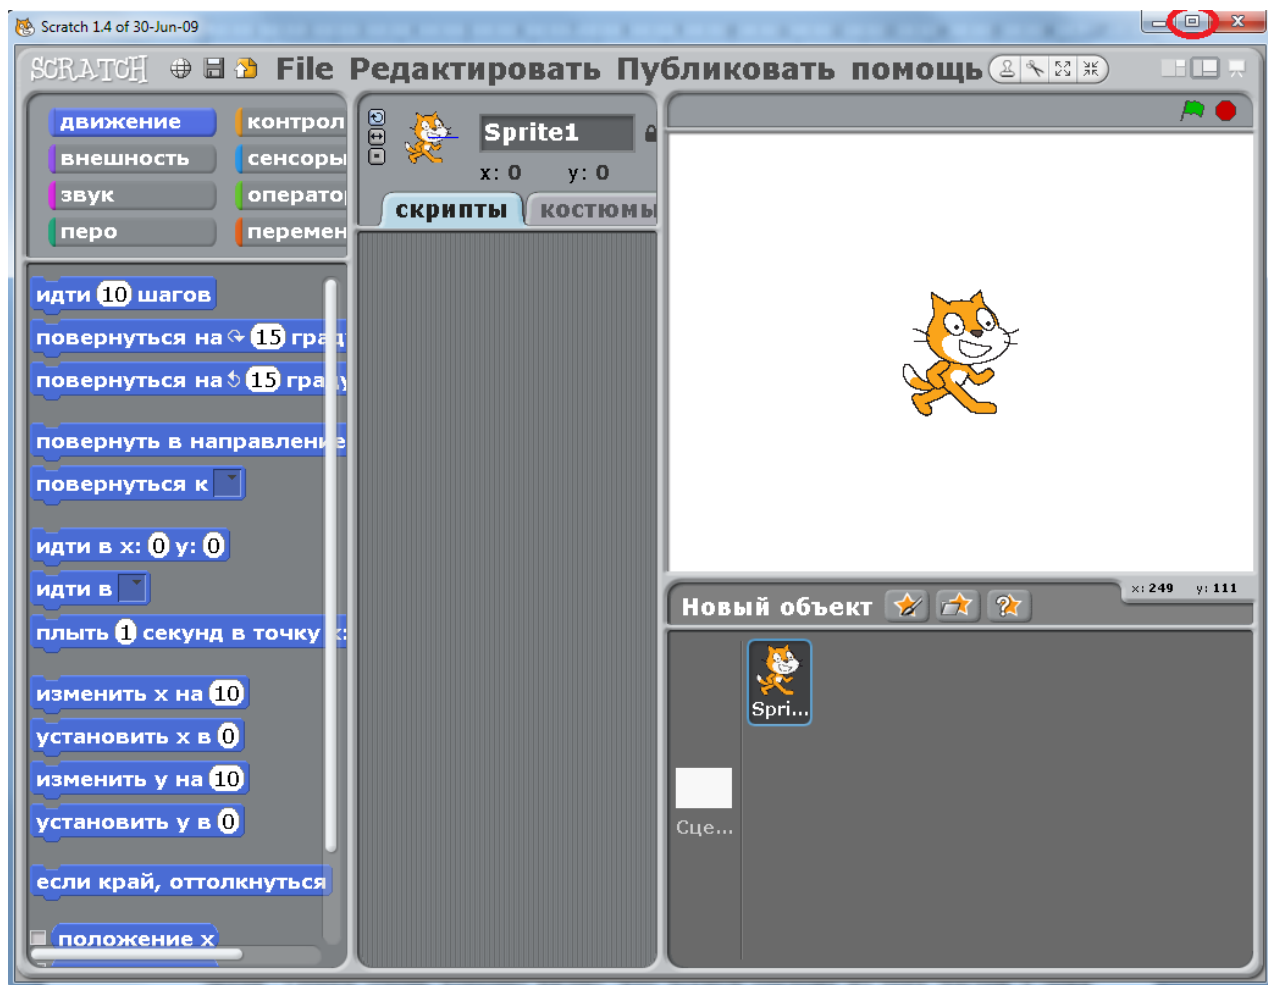 Scratch 1.4 of 30-Jun-09
SCRATCH File Редактировать Публиковать помощь
движение контрол
внешность сенсоры
звук операто
перо перемен
Sprite1
x: 0 y: 0
скрипты костюмы
идти 10 шагов
повернуться на 15 град
повернуться на 15 граду
повернуть в направление
повернуться к
идти в x: 0 y: 0
идти в
плыть 1 секунд в точку x:
изменить x на 10
установить x в 0
изменить y на 10
установить y в 0
если край, оттолкнуться
положение x
x: 249 y: 111
Новый объект
Spri...
Сце...